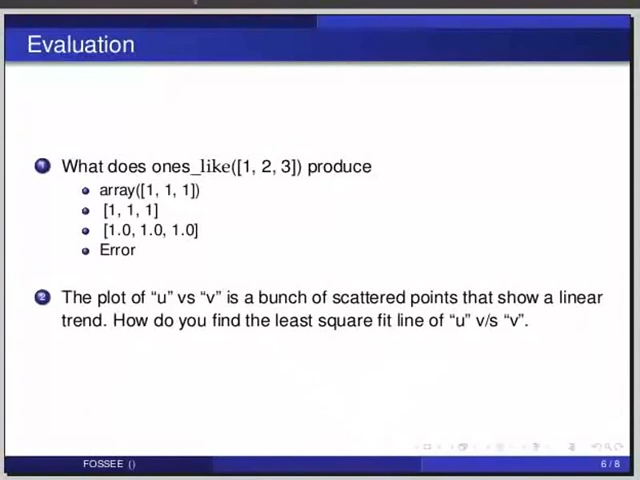 Evaluation
1 What does ones_like([1, 2, 3]) produce
array([1, 1, 1])
[1, 1, 1]
[1.0, 1.0, 1.0]
Error
2 The plot of “u” vs “v” is a bunch of scattered points that show a linear
trend. How do you find the least square fit line of “u” v/s “v”.
FOSSEE ()
6 / 8